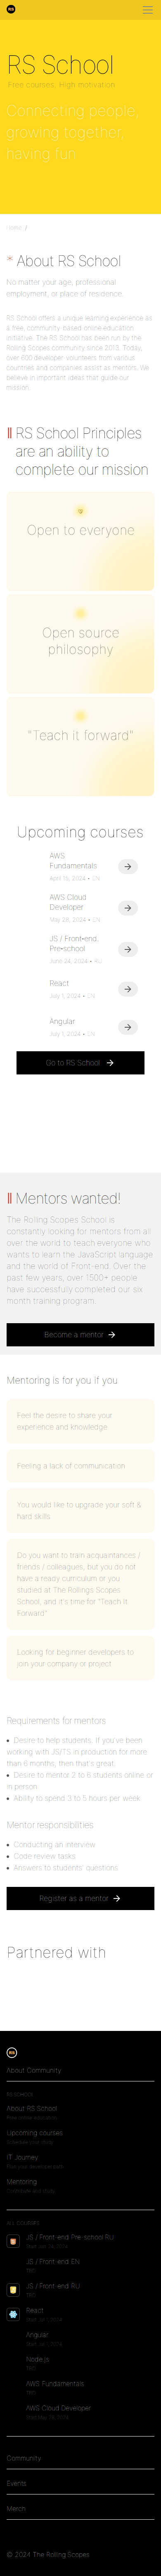 RS School
Free courses. High motivation
Connecting people,
growing together,
having fun
Home /
* About RS School
No matter your age, professional
employment, or place of residence.
RS School offers a unique learning experience as
a free, community based online education
initiative. The RS School has been run by the
Rolling Scopes community since 2013. Today,
over 600 developer-volunteers from various
countries and companies assist as mentors. We
believe in important ideas that guide our
mission.
RS School Principles
are an ability to
complete our mission
Open to everyone
Open source
philosophy
"Teach it forward"
Upcoming courses
AWS
Fundamentals
April 15, 2024 • EN
AWS Cloud
Developer
May 28, 2024 • EN
JS / Front-end.
Pre-school
June 24, 2024 • RU
React
July 1, 2024 • EN
Angular
July 1, 2024 • EN
Go to RS School
Mentors wanted!
The Rolling Scopes School is
constantly looking for mentors from all
over the world to teach everyone who
wants to learn the JavaScript language
and the world of Front-end. Over the
past few years, over 1500+ people
have successfully completed our six
month training program.
Become a mentor
Mentoring is for you if you
Feel the desire to share your
experience and knowledge
Feeling a lack of communication
You would like to upgrade your soft &
hard skills
Do you want to train acquaintances /
friends / colleagues, but you do not
have a ready curriculum or you
studied at The Rollings Scopes
School, and it's time for "Teach It
Forward"
Looking for beginner developers to
join your company or project
Requirements for mentors
• Desire to help students. If you've been
working with JS/TS in production for more
than 6 months, then that's great.
• Desire to mentor 2 to 6 students online or
in person
• Ability to spend 3 to 5 hours per week
Mentor responsibilities
• Conducting an interview
• Code review tasks
• Answers to students' questions
Register as a mentor
Partnered with
About Community
RS School
About RS School
Free online education
Upcoming courses
Schedule your study
IT Journey
Mentoring
All courses
JS / Front-end Pre-school RU
JS / Front-end EN
TBD
JS / Front-end RU
TBD
React
Angular
Node.js
TBD
AWS Fundamentals
TBD
AWS Cloud Developer
Community
Events
Merch
© 2024 The Rolling Scopes